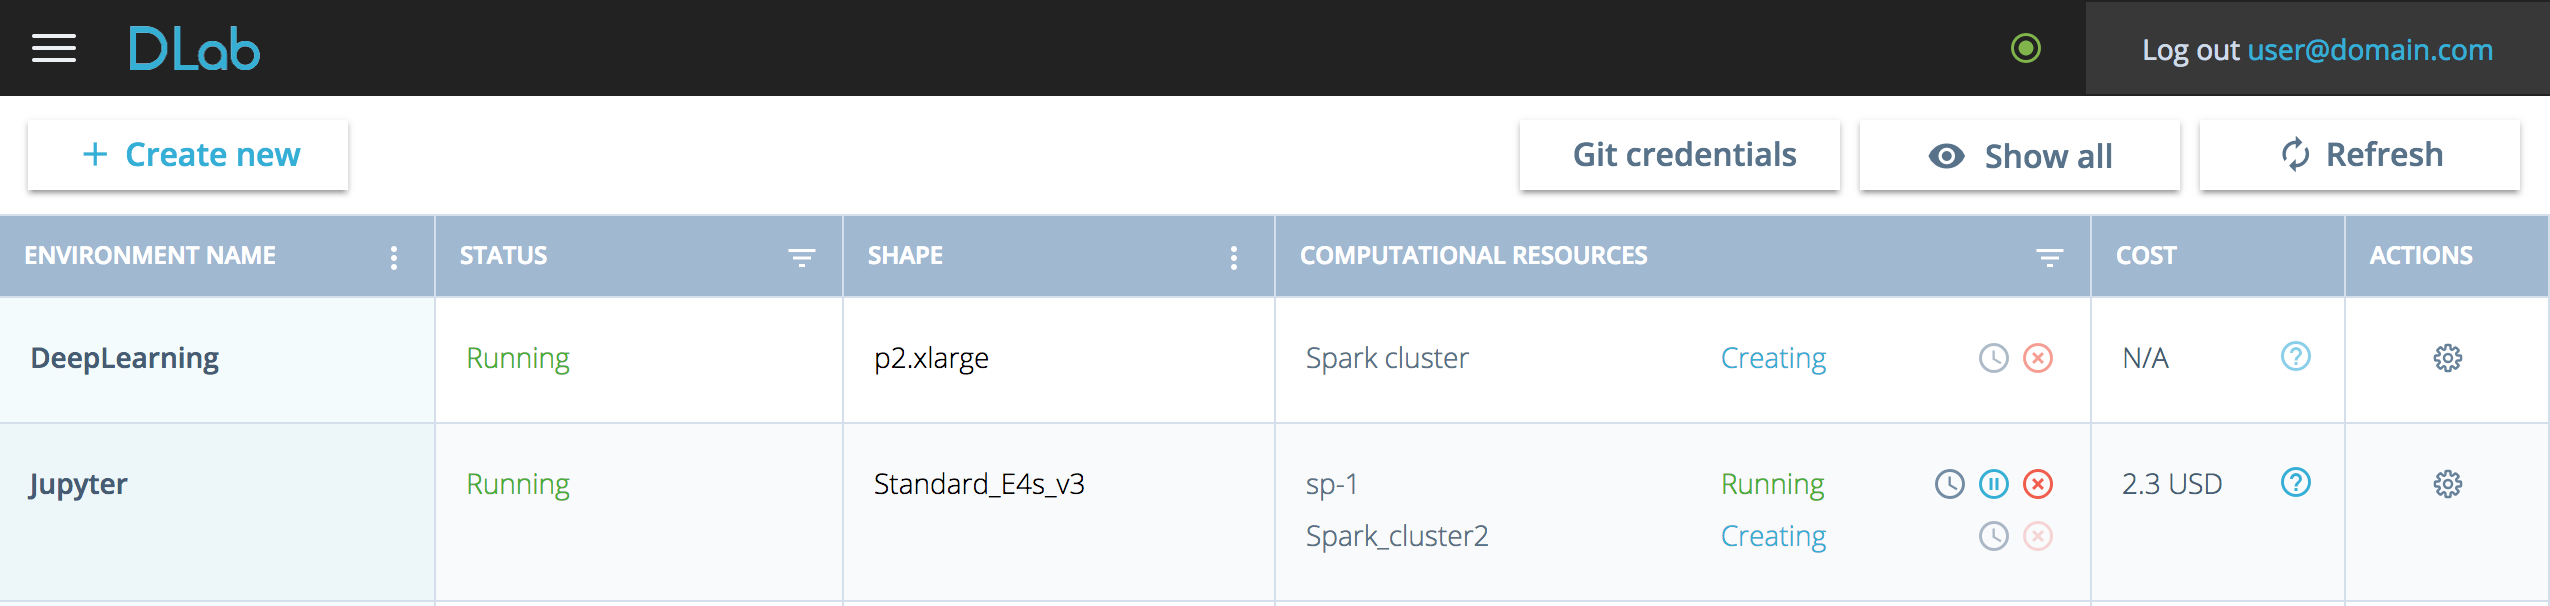 DLab
Log out user@domain.com
+ Create new
Git credentials
Show all
Refresh
ENVIRONMENT NAME STATUS SHAPE COMPUTATIONAL RESOURCES COST ACTIONS
DeepLearning Running p2.xlarge Spark cluster Creating N/A ?
Jupyter Running Standard_E4s_v3 sp-1 Running 2.3 USD ?
Spark_cluster2 Creating